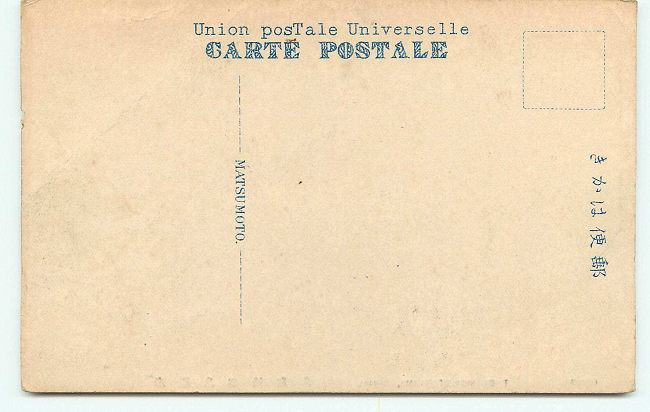 Union posTale Universelle
CARTE POSTALE
MATSUMOTO.
きかは便郵